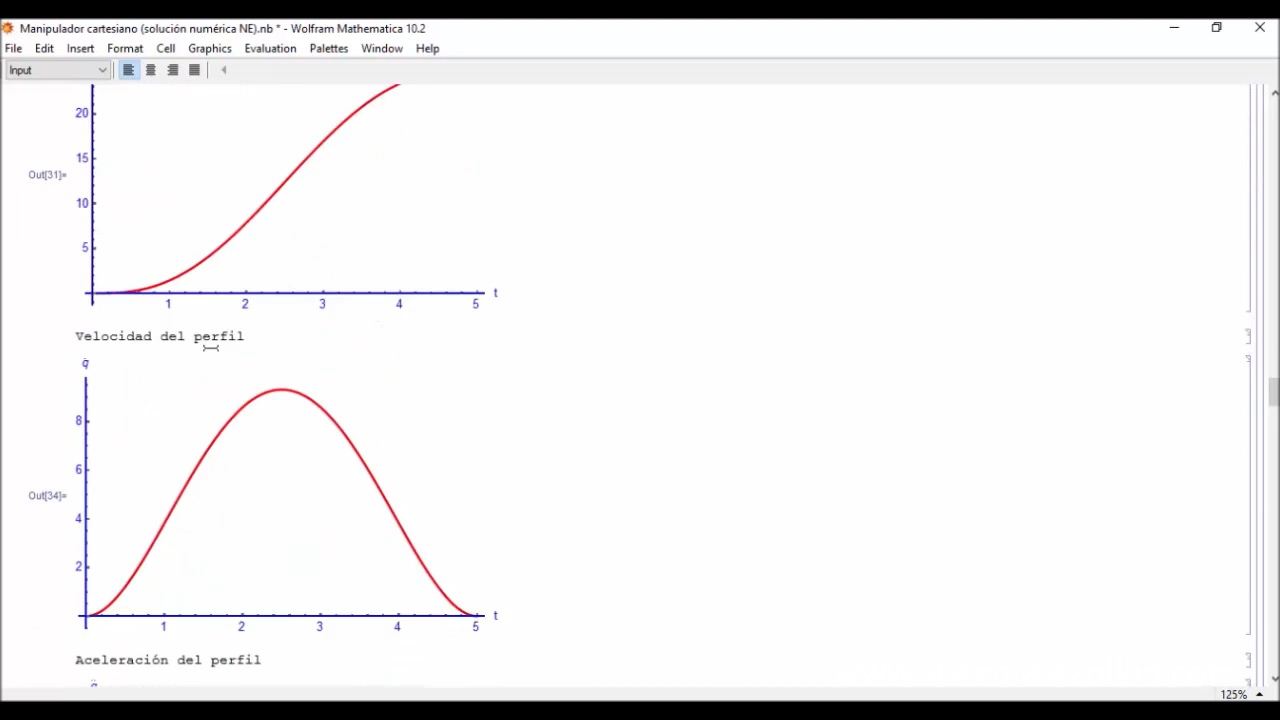 Manipulador cartesiano (solución numérica NE).nb * - Wolfram Mathematica 10.2
File Edit Insert Format Cell Graphics Evaluation Palettes Window Help
Input
20
15
Out[31]=
10
5
t
1 2 3 4 5
Velocidad del perfil
q̇
8
6
Out[34]=
4
2
t
1 2 3 4 5
Aceleración del perfil
q̈
125%